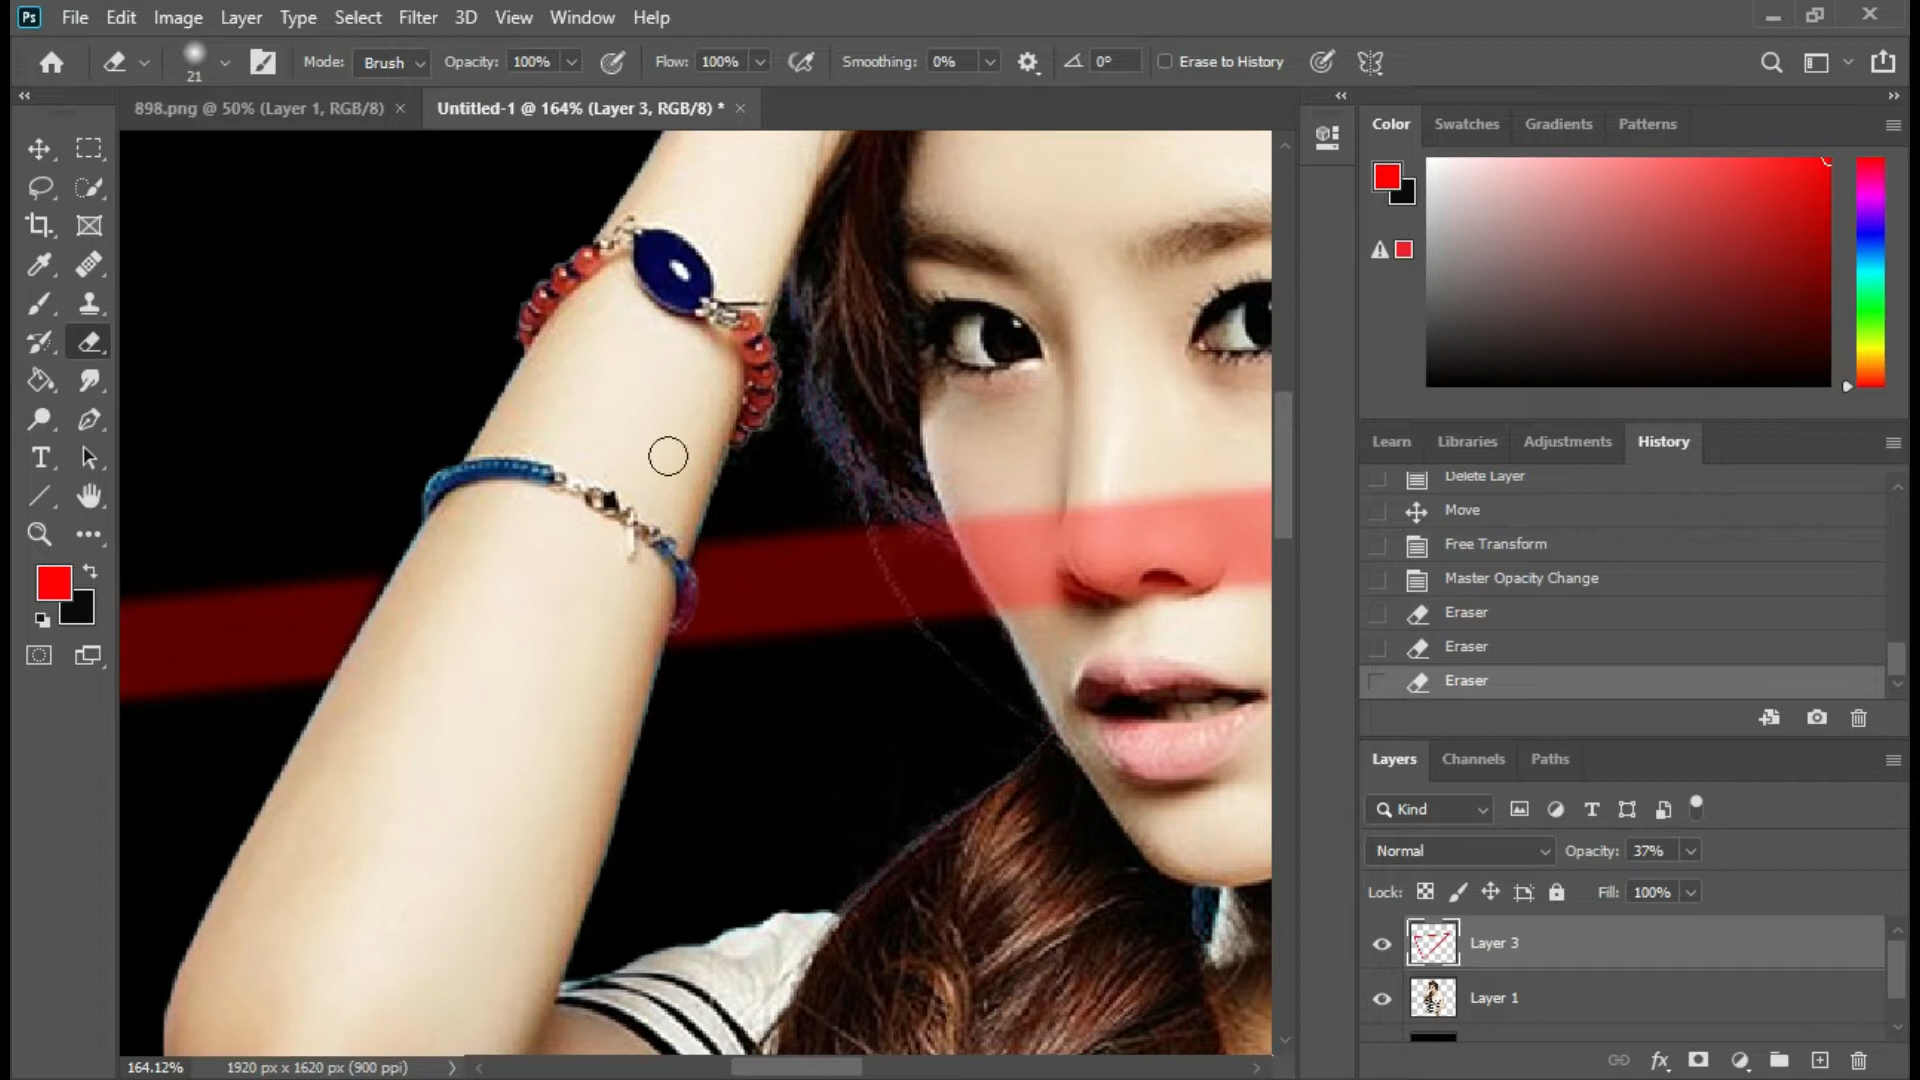 Ps File Edit Image Layer Type Select Filter 3D View Window Help
21 Mode: Brush Opacity: 100% Flow: 100% Smoothing: 0% 0° Erase to History
898.png @ 50% (Layer 1, RGB/8) × Untitled-1 @ 164% (Layer 3, RGB/8) * ×
Color Swatches Gradients Patterns
Learn Libraries Adjustments History
Delete Layer
Move
Free Transform
Master Opacity Change
Eraser
Eraser
Eraser
Layers Channels Paths
Kind
Normal Opacity: 37%
Lock: Fill: 100%
Layer 3
Layer 1
164.12% 1920 px x 1620 px (900 ppi)